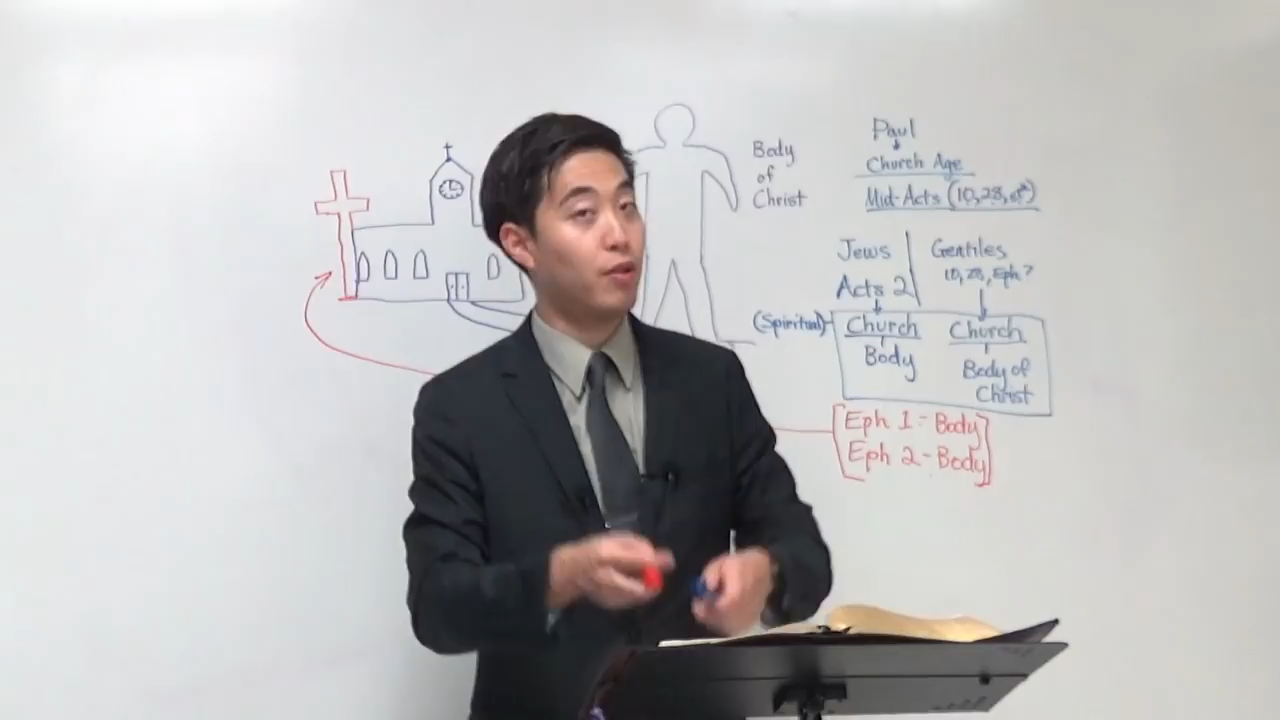 Body
of
Christ
Paul
Church Age
Mid-Acts (10, 28, etc)
Jews
Acts 2
Gentiles
10, 28, Eph ?
(Spiritual)
Church
Body
Church
Body of
Christ
Eph 1 - Body
Eph 2 - Body